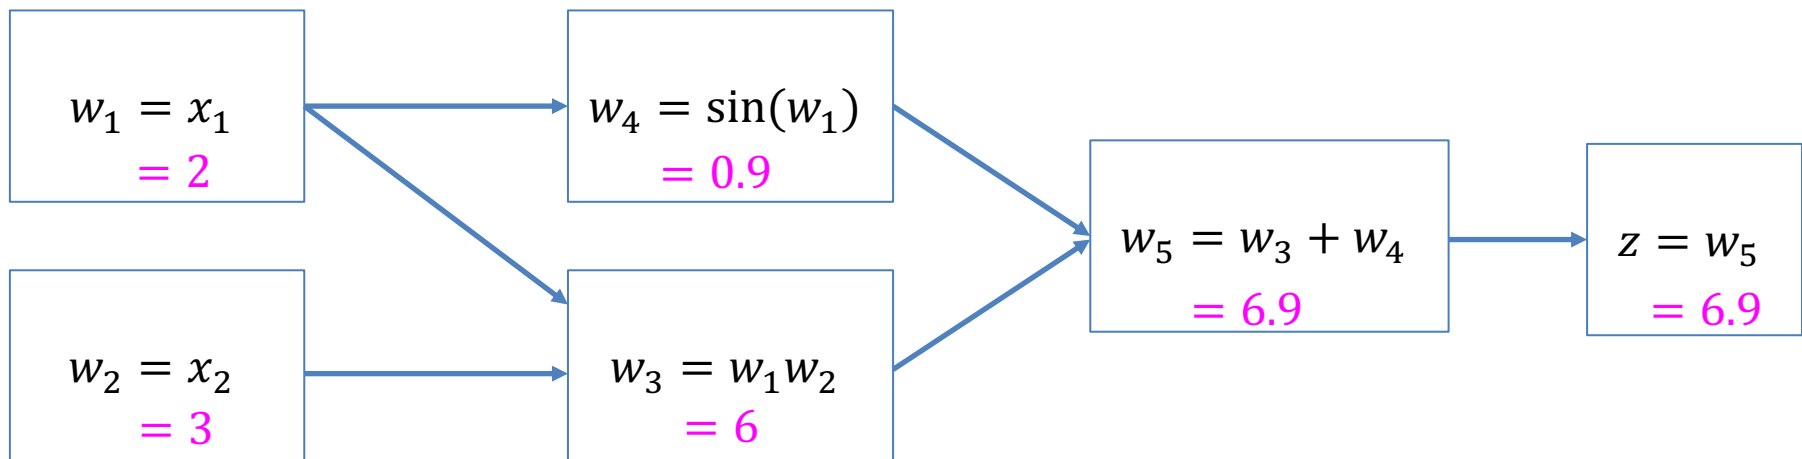 w₁ = x₁
= 2
w₄ = sin(w₁)
= 0.9
w₂ = x₂
= 3
w₃ = w₁w₂
= 6
w₅ = w₃ + w₄
= 6.9
z = w₅
= 6.9